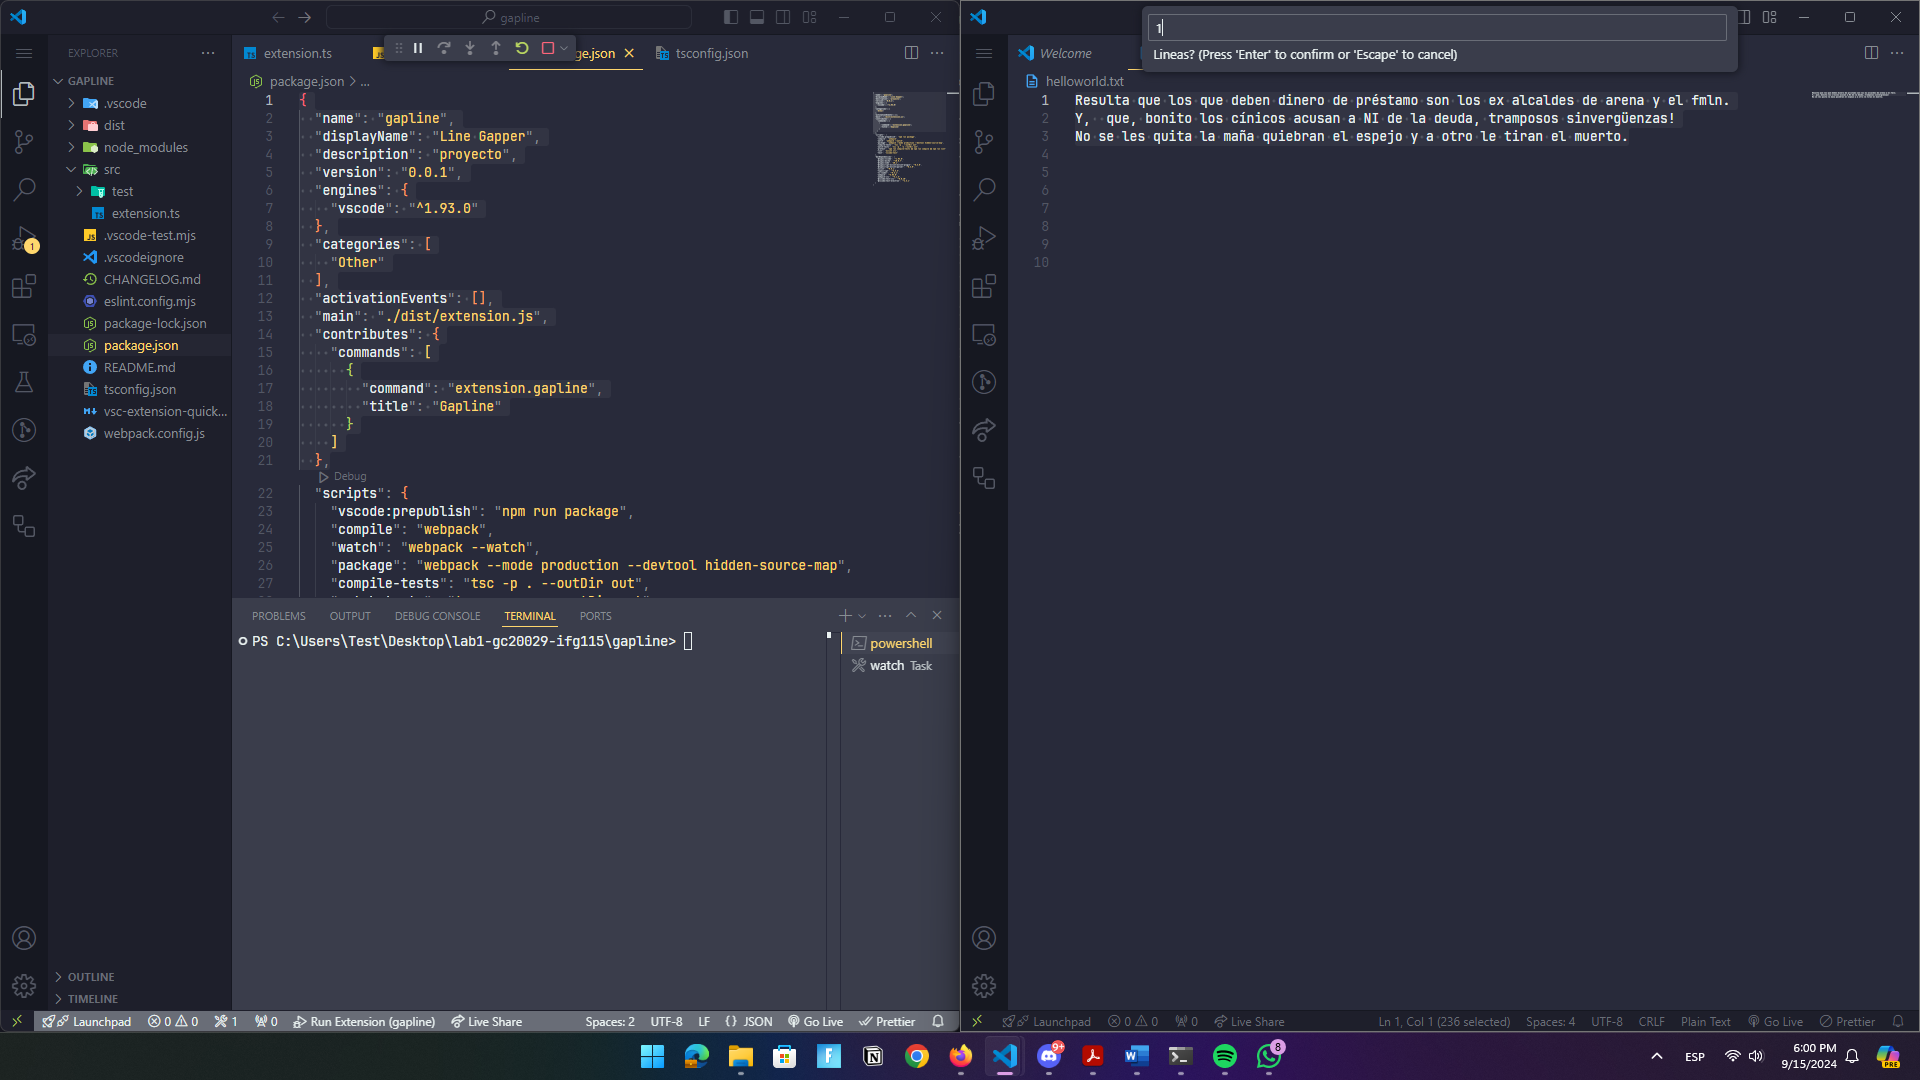 gapline
EXPLORER
GAPLINE
.vscode
dist
node_modules
src
test
extension.ts
.vscode-test.mjs
.vscodeignore
CHANGELOG.md
eslint.config.mjs
package-lock.json
package.json
README.md
tsconfig.json
vsc-extension-quick...
webpack.config.js
OUTLINE
TIMELINE
1
extension.ts
ge.json
tsconfig.json
package.json > ...
1 {
2 "name": "gapline",
3 "displayName": "Line Gapper",
4 "description": "proyecto",
5 "version": "0.0.1",
6 "engines": {
7 "vscode": "^1.93.0"
8 },
9 "categories": [
10 "Other"
11 ],
12 "activationEvents": [],
13 "main": "./dist/extension.js",
14 "contributes": {
15 "commands": [
16 {
17 "command": "extension.gapline",
18 "title": "Gapline"
19 }
20 ]
21 },
Debug
22 "scripts": {
23 "vscode:prepublish": "npm run package",
24 "compile": "webpack",
25 "watch": "webpack --watch",
26 "package": "webpack --mode production --devtool hidden-source-map",
27 "compile-tests": "tsc -p . --outDir out",
PROBLEMS OUTPUT DEBUG CONSOLE TERMINAL PORTS
PS C:\Users\Test\Desktop\lab1-gc20029-ifg115\gapline>
powershell
watch Task
Launchpad 0 0 1 0 Run Extension (gapline) Live Share Spaces: 2 UTF-8 LF {} JSON Go Live Prettier
1
Lineas? (Press 'Enter' to confirm or 'Escape' to cancel)
Welcome
helloworld.txt
1 Resulta que los que deben dinero de préstamo son los ex alcaldes de arena y el fmln.
2 Y, que, bonito los cínicos acusan a NI de la deuda, tramposos sinvergüenzas!
3 No se les quita la maña quiebran el espejo y a otro le tiran el muerto.
4
5
6
7
8
9
10
Launchpad 0 0 0 Live Share Ln 1, Col 1 (236 selected) Spaces: 4 UTF-8 CRLF Plain Text Go Live Prettier
9+
8
ESP
6:00 PM
9/15/2024
PRE